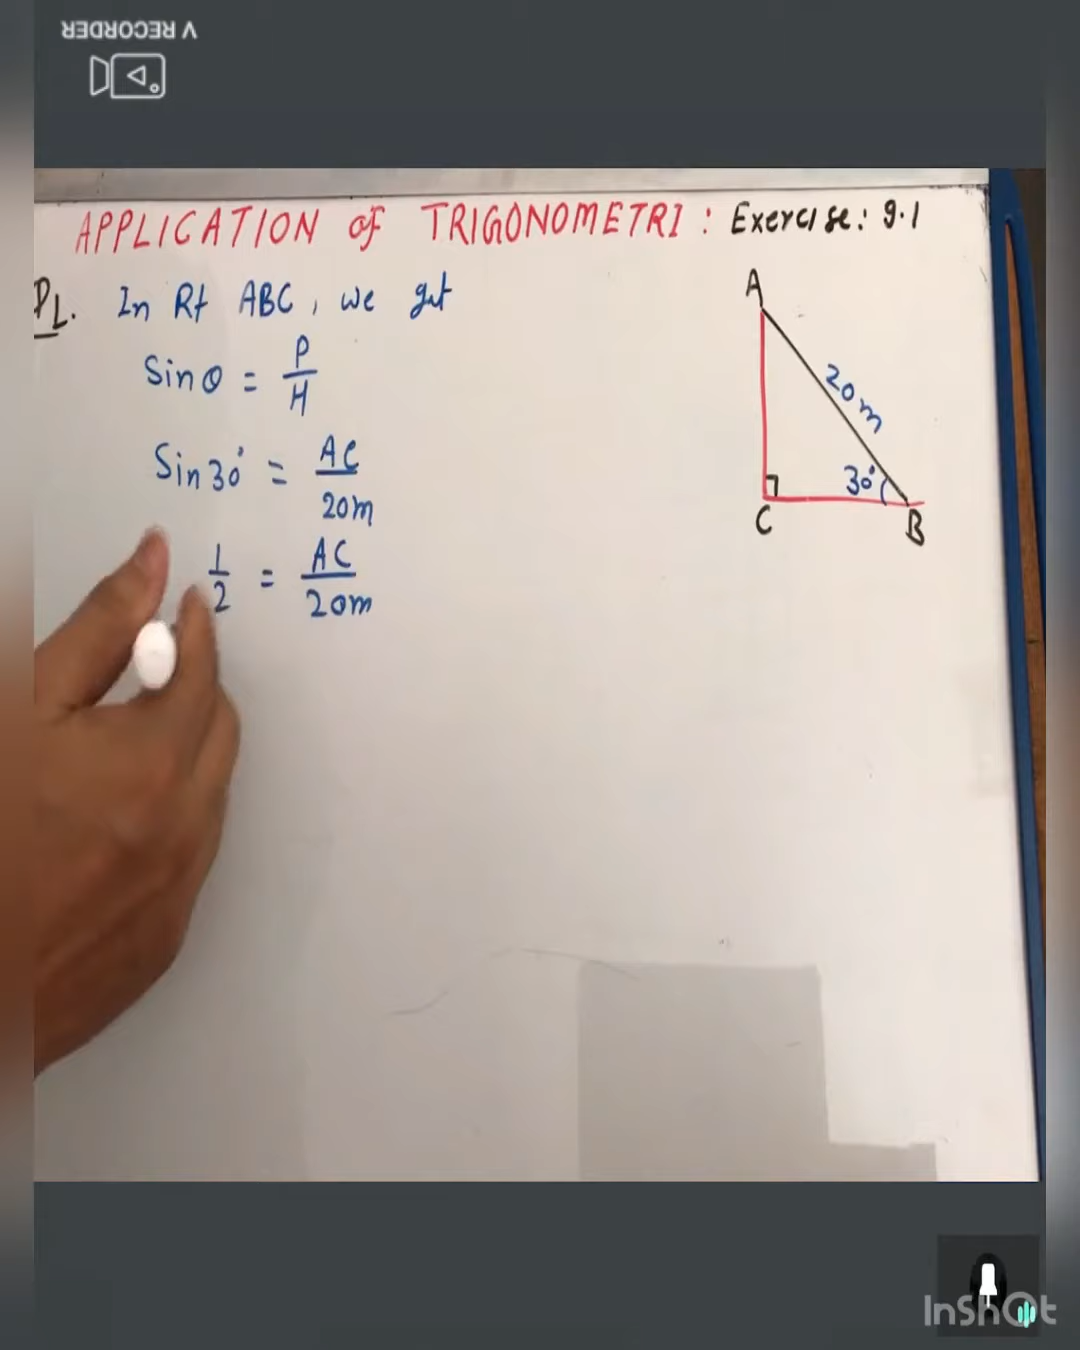 V RECORDER
APPLICATION of TRIGONOMETRI : Exercise: 9.1
In Rt ABC, we get
Sin θ = P/H
Sin 30° = AC/20m
1/2 = AC/20m
A
20m
30°
C
B
InShOt